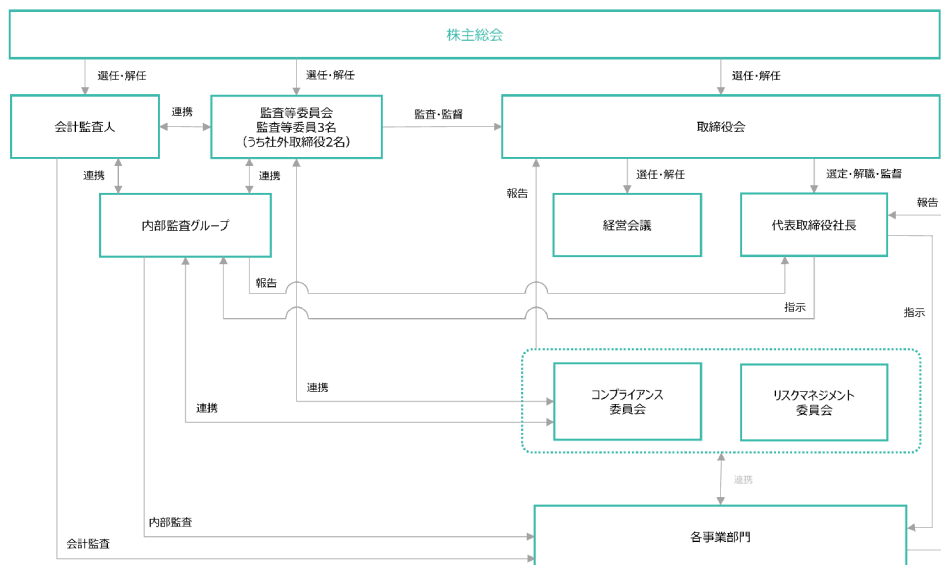 株主総会
選任・解任
選任・解任
選任・解任
会計監査人
連携
監査等委員会
監査等委員3名
(うち社外取締役2名)
監査・監督
取締役会
連携
連携
報告
選任・解任
選定・解職・監督
報告
内部監査グループ
経営会議
代表取締役社長
報告
指示
指示
連携
連携
コンプライアンス
委員会
リスクマネジメント
委員会
連携
内部監査
会計監査
各事業部門